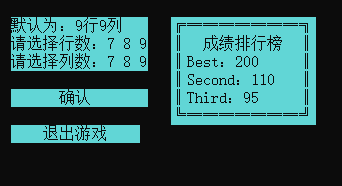 默认为：9行9列
请选择行数：7 8 9
请选择列数：7 8 9
确认
退出游戏
成绩排行榜
Best：200
Second：110
Third：95